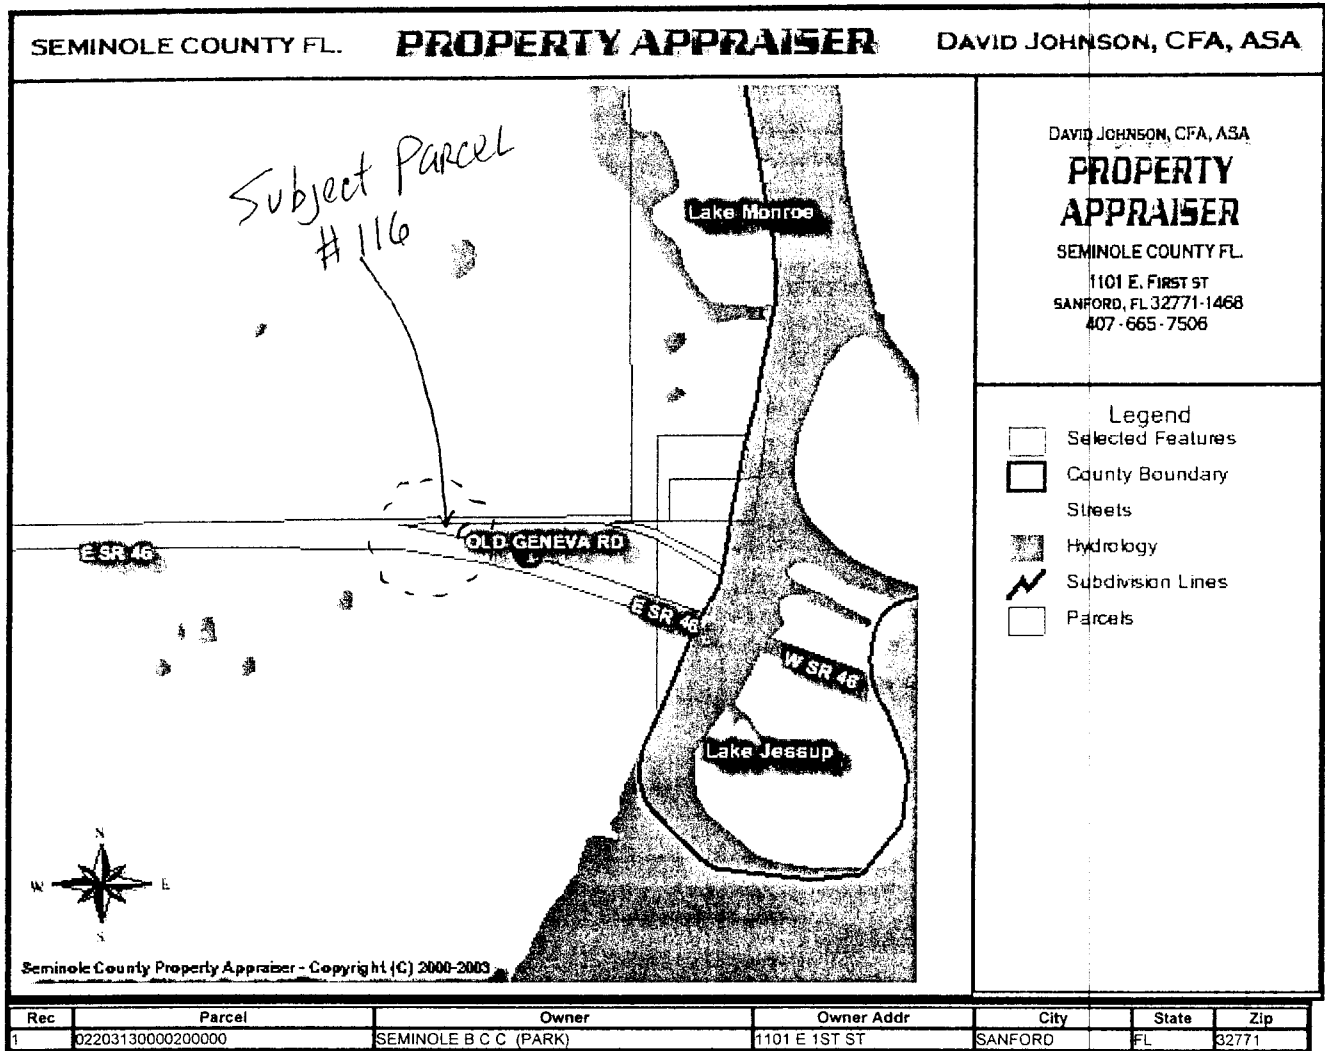 SEMINOLE COUNTY FL. PROPERTY APPRAISER DAVID JOHNSON, CFA, ASA
Subject Parcel
#116
Lake Monroe
E SR 46
OLD GENEVA RD
E SR 46
W SR 46
Lake Jessup
N
W E
S
Seminole County Property Appraiser - Copyright (C) 2000-2003
DAVID JOHNSON, CFA, ASA
PROPERTY
APPRAISER
SEMINOLE COUNTY FL.
1101 E. FIRST ST
SANFORD, FL 32771-1468
407-665-7506
Legend
Selected Features
County Boundary
Streets
Hydrology
Subdivision Lines
Parcels
Rec Parcel Owner Owner Addr City State Zip
1 02203130000200000 SEMINOLE B C C (PARK) 1101 E 1ST ST SANFORD FL 32771